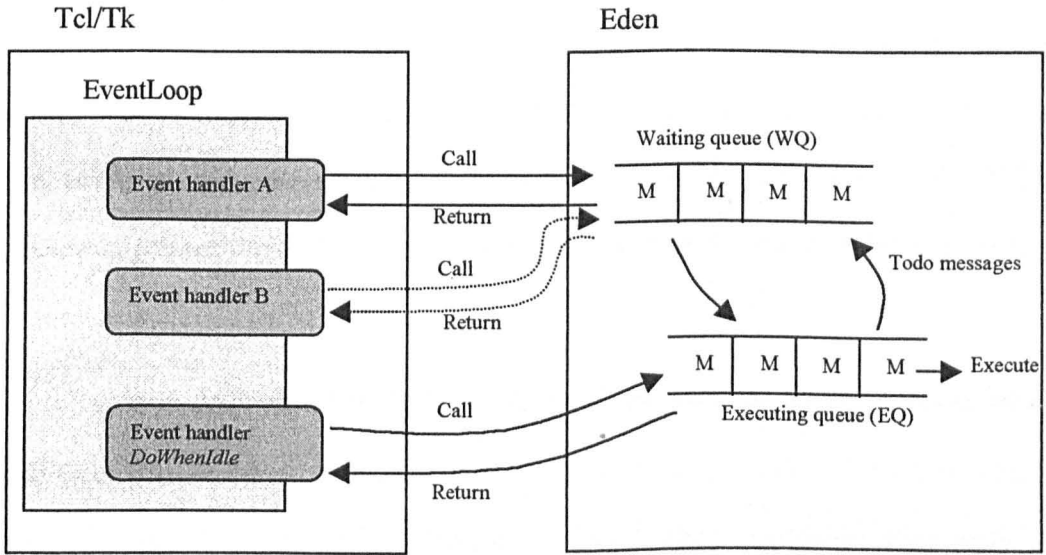 Tcl/Tk
Eden
EventLoop
Waiting queue (WQ)
Event handler A
Call
M M M M
Return
Call
Todo messages
Event handler B
Return
M M M M
Execute
Call
Executing queue (EQ)
Event handler
DoWhenIdle
Return